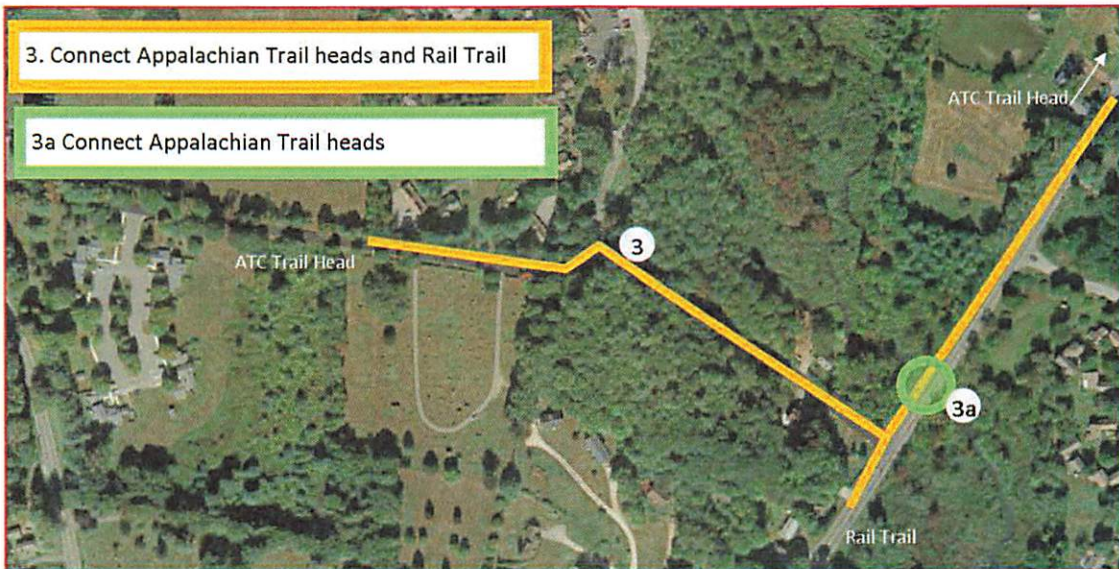 3. Connect Appalachian Trail heads and Rail Trail
3a Connect Appalachian Trail heads
ATC Trail Head
ATC Trail Head
3
3a
Rail Trail